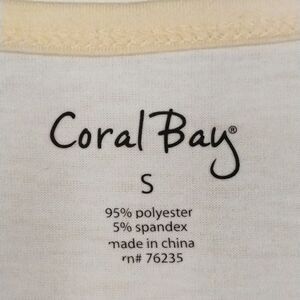 Coral Bay®
S
95% polyester
5% spandex
made in china
rn# 76235